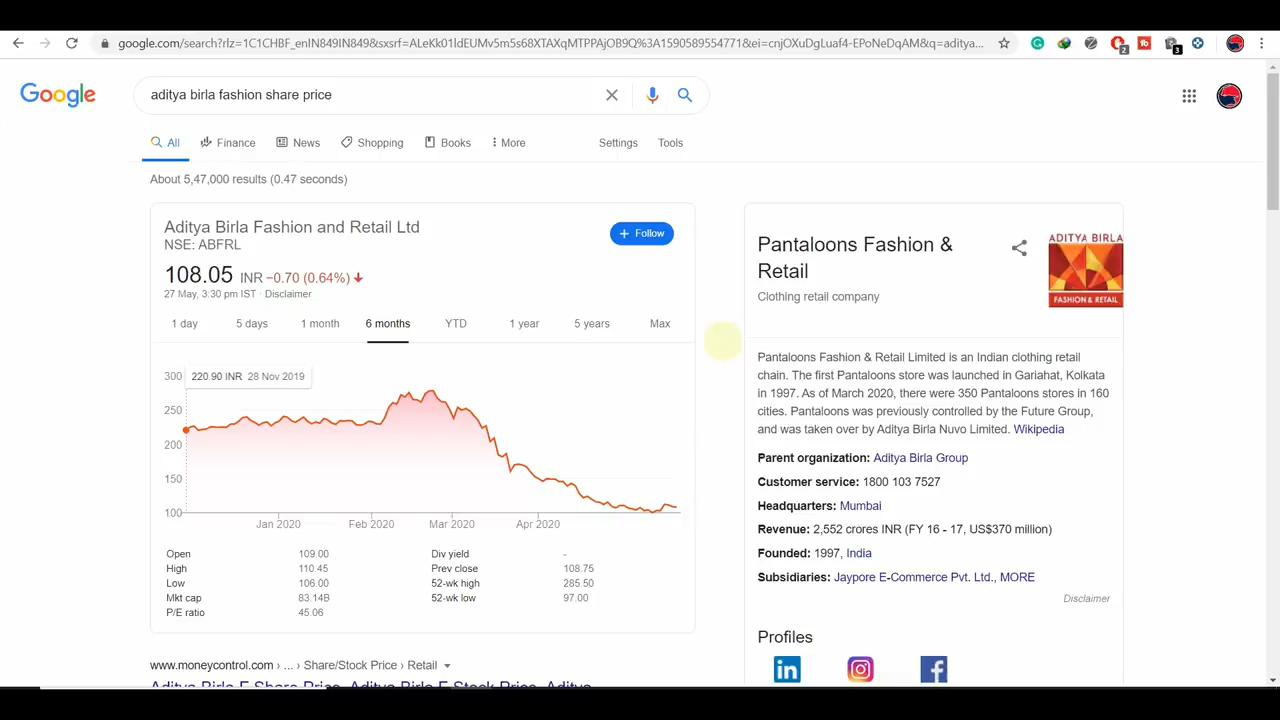 google.com/search?rlz=1C1CHBF_enIN849IN849&sxsrf=ALeKk01ldEUMv5m5s68XTAXqMTPPAjOB9Q%3A1590589554771&ei=cnjOXuDgLuaf4-EPoNeDqAM&q=aditya...
2
3
Google
aditya birla fashion share price
All
Finance
News
Shopping
Books
More
Settings
Tools
About 5,47,000 results (0.47 seconds)
Aditya Birla Fashion and Retail Ltd
NSE: ABFRL
+ Follow
108.05 INR −0.70 (0.64%)
27 May, 3:30 pm IST · Disclaimer
1 day
5 days
1 month
6 months
YTD
1 year
5 years
Max
220.90 INR 28 Nov 2019
300
250
200
150
100
Jan 2020
Feb 2020
Mar 2020
Apr 2020
Open 109.00
High 110.45
Low 106.00
Mkt cap 83.14B
P/E ratio 45.06
Div yield -
Prev close 108.75
52-wk high 285.50
52-wk low 97.00
www.moneycontrol.com › ... › Share/Stock Price › Retail
Aditya Birla F Share Price, Aditya Birla F Stock Price, Aditya
Pantaloons Fashion &
Retail
Clothing retail company
ADITYA BIRLA
FASHION & RETAIL
Pantaloons Fashion & Retail Limited is an Indian clothing retail
chain. The first Pantaloons store was launched in Gariahat, Kolkata
in 1997. As of March 2020, there were 350 Pantaloons stores in 160
cities. Pantaloons was previously controlled by the Future Group,
and was taken over by Aditya Birla Nuvo Limited. Wikipedia
Parent organization: Aditya Birla Group
Customer service: 1800 103 7527
Headquarters: Mumbai
Revenue: 2,552 crores INR (FY 16 - 17, US$370 million)
Founded: 1997, India
Subsidiaries: Jaypore E-Commerce Pvt. Ltd., MORE
Disclaimer
Profiles